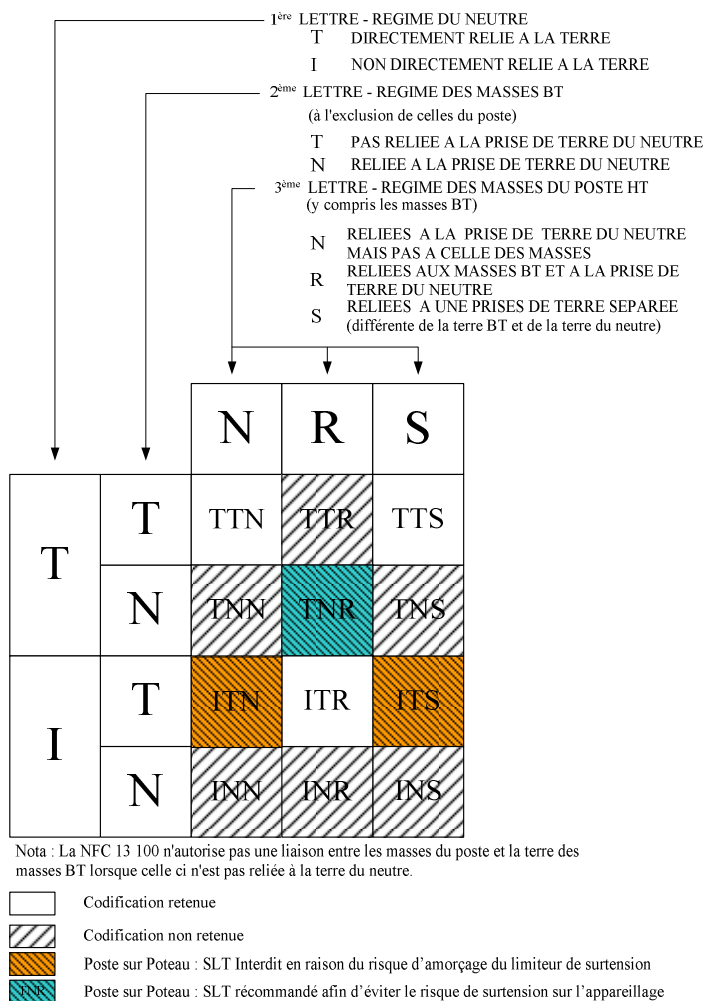 1ère LETTRE - REGIME DU NEUTRE
T DIRECTEMENT RELIE A LA TERRE
I NON DIRECTEMENT RELIE A LA TERRE
2ème LETTRE - REGIME DES MASSES BT
(à l'exclusion de celles du poste)
T PAS RELIEE A LA PRISE DE TERRE DU NEUTRE
N RELIEE A LA PRISE DE TERRE DU NEUTRE
3ème LETTRE - REGIME DES MASSES DU POSTE HT
(y compris les masses BT)
N RELIEES A LA PRISE DE TERRE DU NEUTRE
MAIS PAS A CELLE DES MASSES
R RELIEES AUX MASSES BT ET A LA PRISE DE
TERRE DU NEUTRE
S RELIEES A UNE PRISES DE TERRE SEPAREE
(différente de la terre BT et de la terre du neutre)
N R S
T
T TTN TTR TTS
N TNN TNR TNS
I
T ITN ITR ITS
N INN INR INS
Nota : La NFC 13 100 n'autorise pas une liaison entre les masses du poste et la terre des
masses BT lorsque celle ci n'est pas reliée à la terre du neutre.
Codification retenue
Codification non retenue
Poste sur Poteau : SLT Interdit en raison du risque d’amorçage du limiteur de surtension
TNR Poste sur Poteau : SLT récommandé afin d’éviter le risque de surtension sur l’appareillage